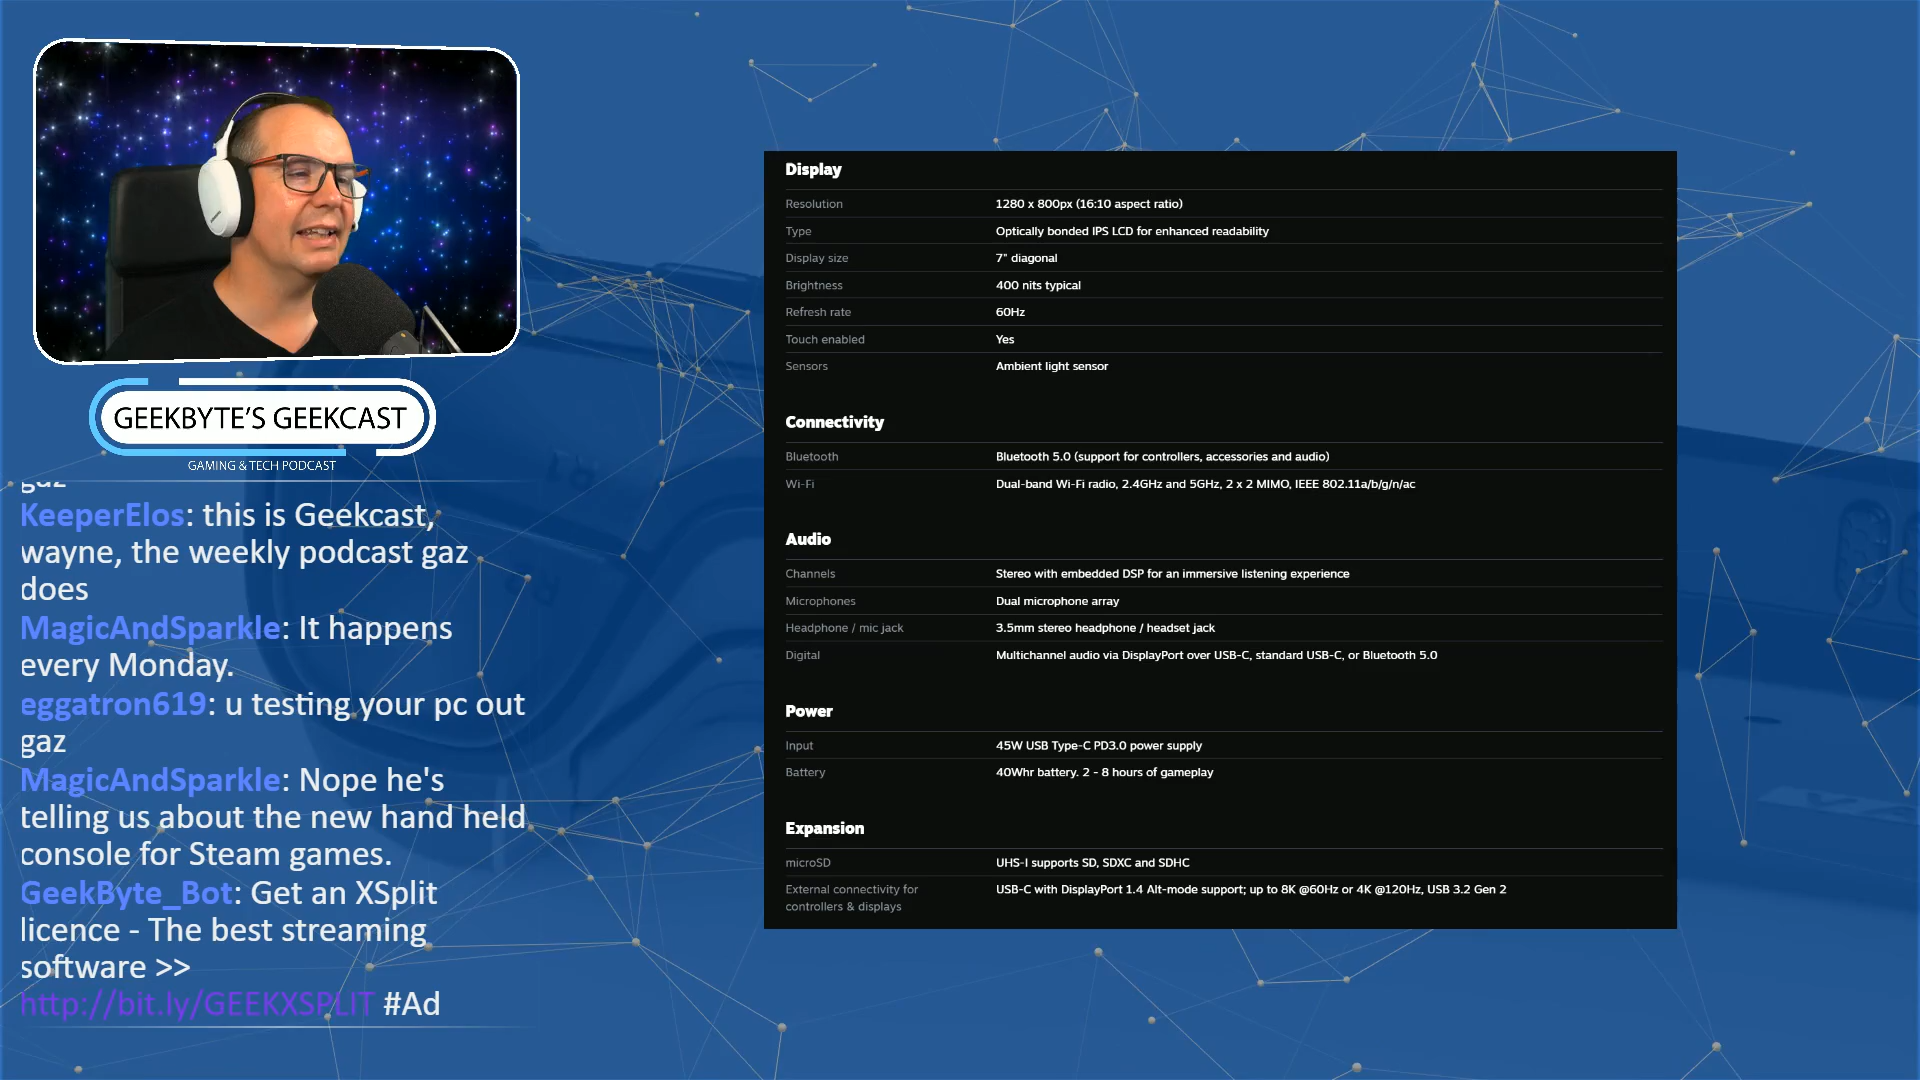 GEEKBYTE'S GEEKCAST
GAMING & TECH PODCAST
gaz
KeeperElos: this is Geekcast,
wayne, the weekly podcast gaz
does
MagicAndSparkle: It happens
every Monday.
eggatron619: u testing your pc out
gaz
MagicAndSparkle: Nope he's
telling us about the new hand held
console for Steam games.
GeekByte_Bot: Get an XSplit
licence - The best streaming
software >>
http://bit.ly/GEEKXSPLIT #Ad
Display
Resolution 1280 x 800px (16:10 aspect ratio)
Type Optically bonded IPS LCD for enhanced readability
Display size 7" diagonal
Brightness 400 nits typical
Refresh rate 60Hz
Touch enabled Yes
Sensors Ambient light sensor
Connectivity
Bluetooth Bluetooth 5.0 (support for controllers, accessories and audio)
Wi-Fi Dual-band Wi-Fi radio, 2.4GHz and 5GHz, 2 x 2 MIMO, IEEE 802.11a/b/g/n/ac
Audio
Channels Stereo with embedded DSP for an immersive listening experience
Microphones Dual microphone array
Headphone / mic jack 3.5mm stereo headphone / headset jack
Digital Multichannel audio via DisplayPort over USB-C, standard USB-C, or Bluetooth 5.0
Power
Input 45W USB Type-C PD3.0 power supply
Battery 40Whr battery. 2 - 8 hours of gameplay
Expansion
microSD UHS-I supports SD, SDXC and SDHC
External connectivity for USB-C with DisplayPort 1.4 Alt-mode support; up to 8K @60Hz or 4K @120Hz, USB 3.2 Gen 2
controllers & displays